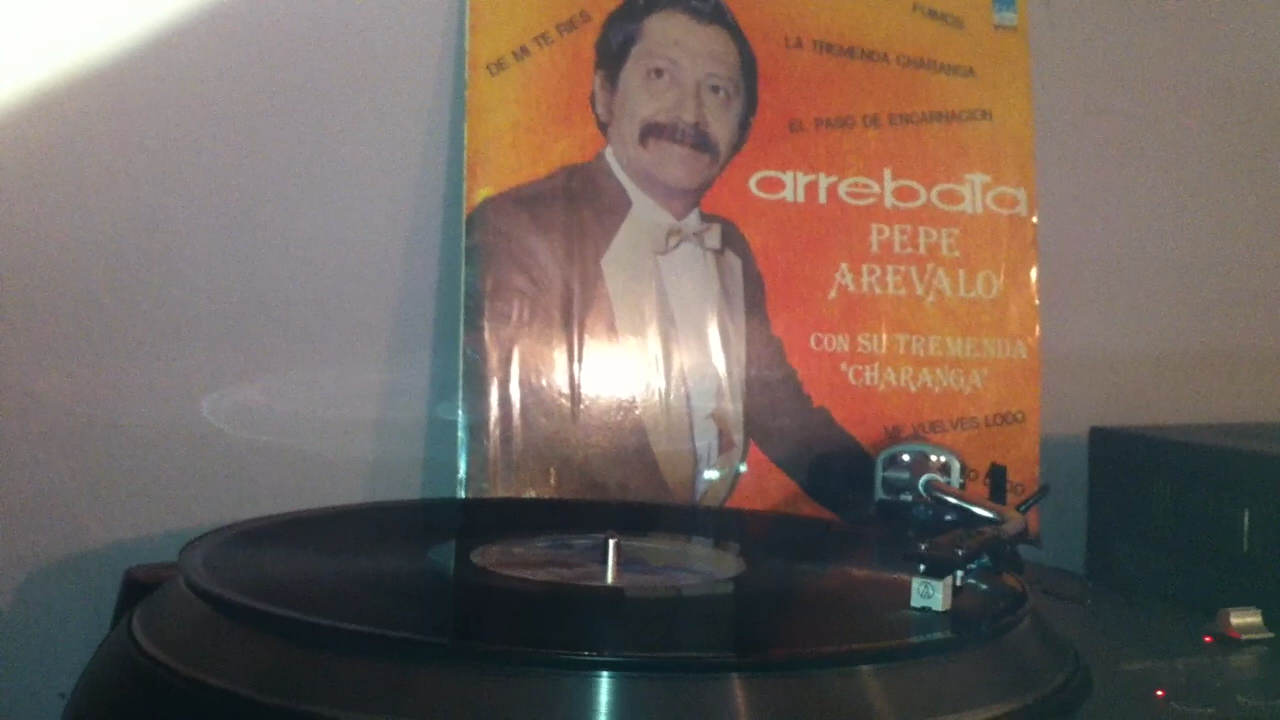 DE MI TE RIES
FUIMOS
LA TREMENDA CHARANGA
EL PASO DE ENCARNACION
arrebata
PEPE
AREVALO
CON SU TREMENDA
"CHARANGA"
ME VUELVES LOCO